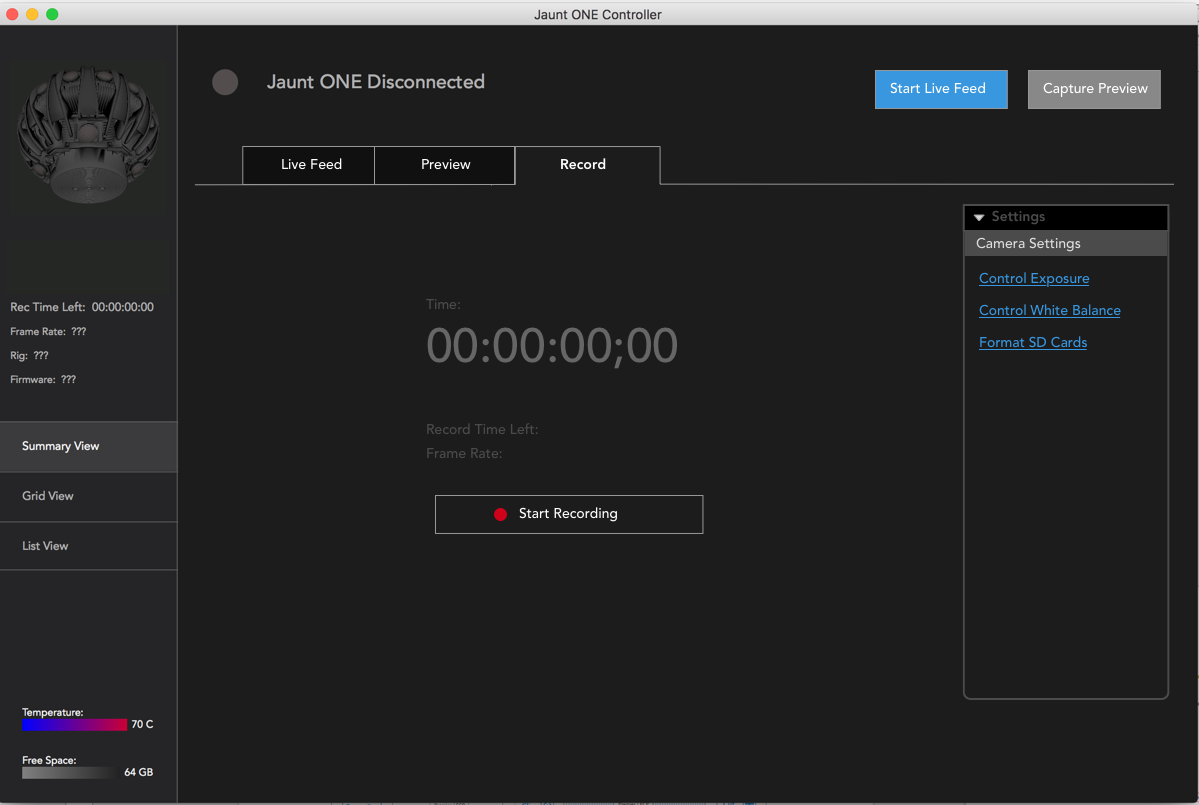 Jaunt ONE Controller
Jaunt ONE Disconnected
Start Live Feed
Capture Preview
Live Feed
Preview
Record
Rec Time Left: 00:00:00:00
Frame Rate: ???
Rig: ???
Firmware: ???
Summary View
Grid View
List View
Temperature:
70 C
Free Space:
64 GB
Time:
00:00:00;00
Record Time Left:
Frame Rate:
Start Recording
Settings
Camera Settings
Control Exposure
Control White Balance
Format SD Cards